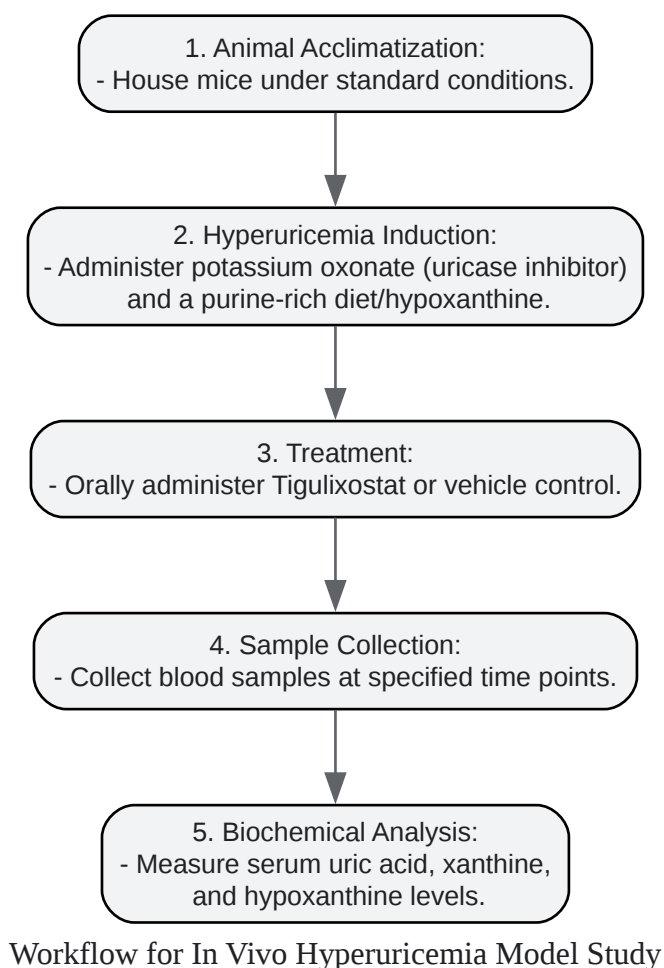 1. Animal Acclimatization:
- House mice under standard conditions.
2. Hyperuricemia Induction:
- Administer potassium oxonate (uricase inhibitor)
and a purine-rich diet/hypoxanthine.
3. Treatment:
- Orally administer Tigulixostat or vehicle control.
4. Sample Collection:
- Collect blood samples at specified time points.
5. Biochemical Analysis:
- Measure serum uric acid, xanthine,
and hypoxanthine levels.
Workflow for In Vivo Hyperuricemia Model Study